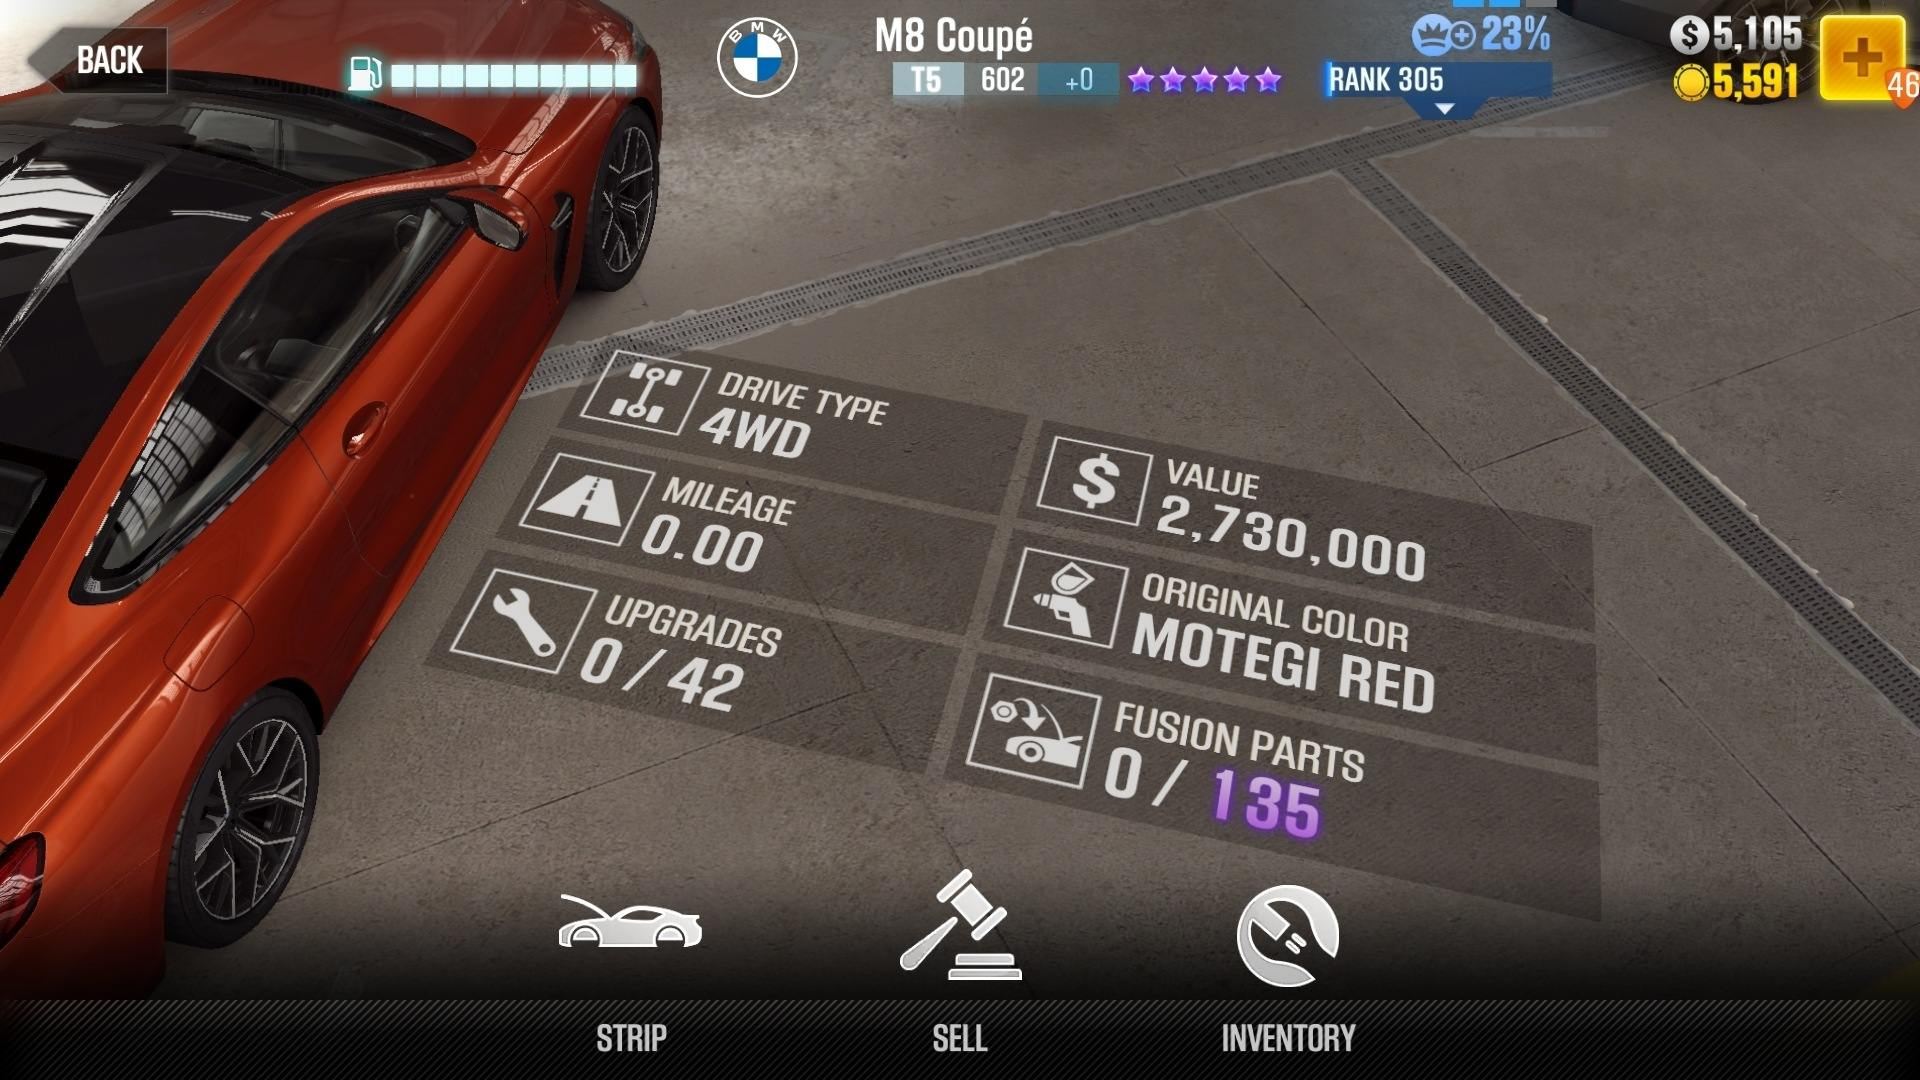 BACK
BMW
M8 Coupé
T5 602 +0
23%
RANK 305
5,105
5,591
46
DRIVE TYPE
4WD
MILEAGE
0.00
UPGRADES
0 / 42
VALUE
2,730,000
ORIGINAL COLOR
MOTEGI RED
FUSION PARTS
0 / 135
STRIP
SELL
INVENTORY